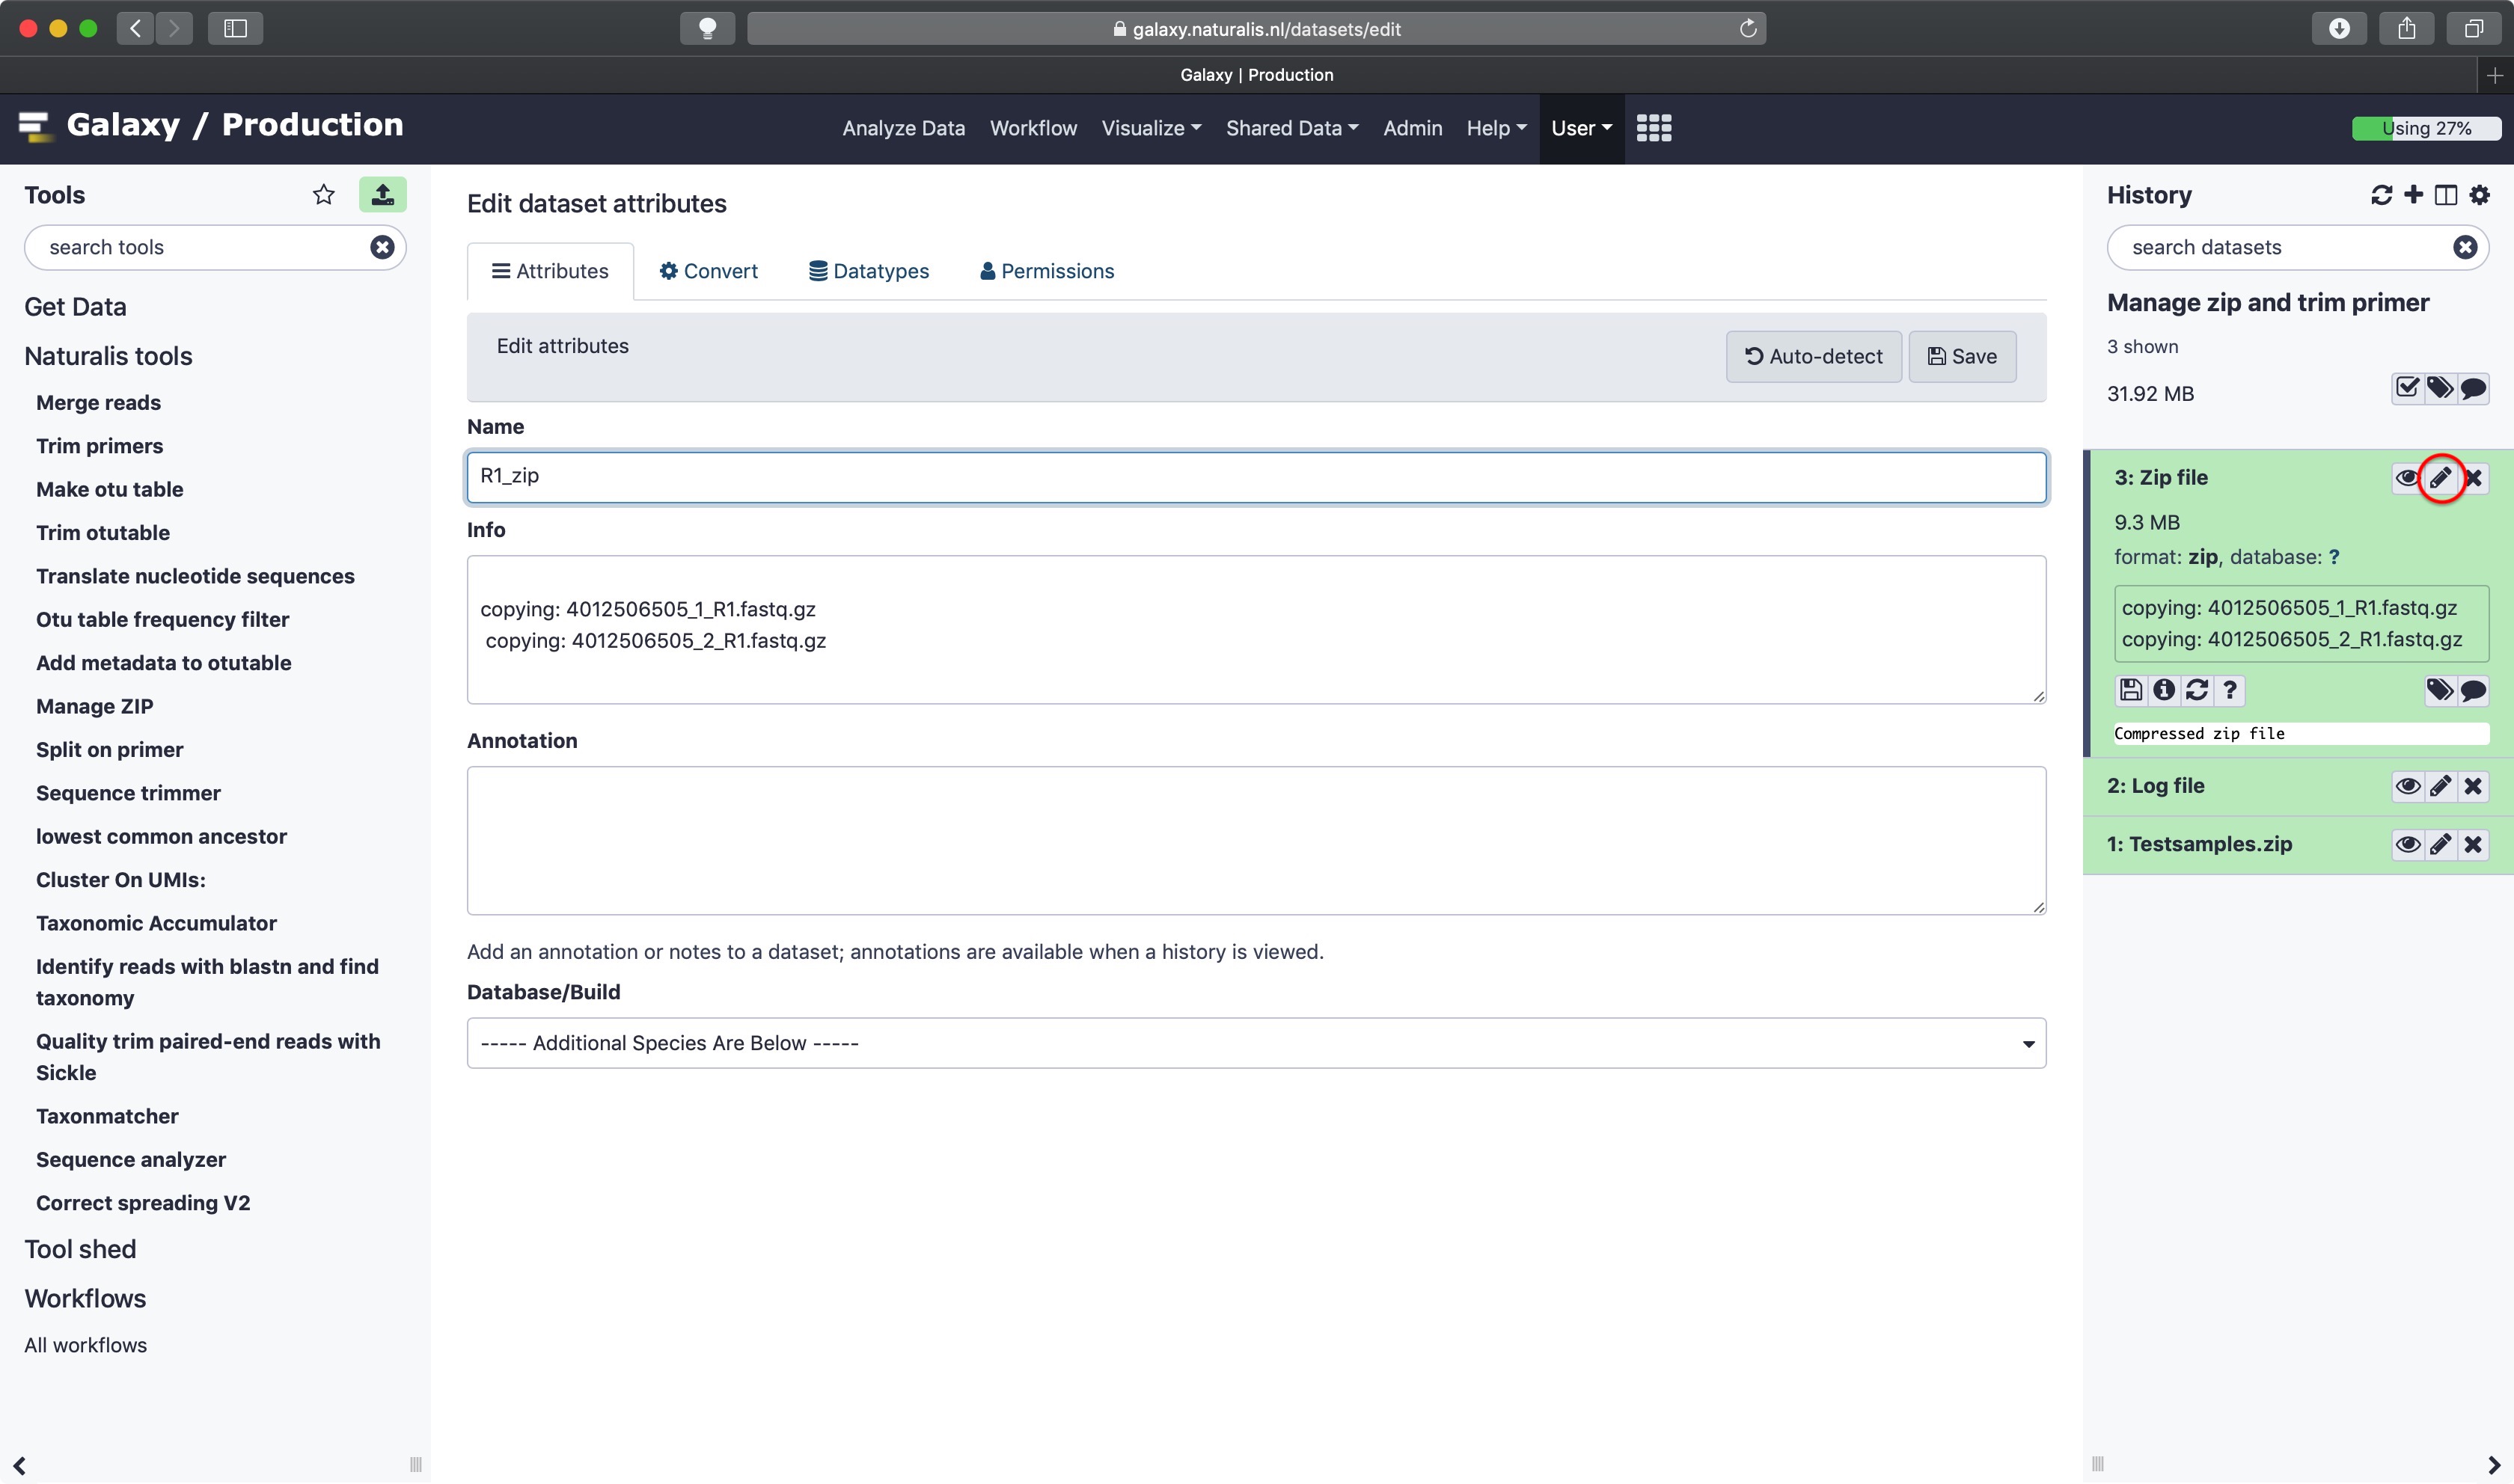 galaxy.naturalis.nl/datasets/edit
Galaxy | Production
Galaxy / Production
Analyze Data Workflow Visualize Shared Data Admin Help User
Using 27%
Tools
search tools
Get Data
Naturalis tools
Merge reads
Trim primers
Make otu table
Trim otutable
Translate nucleotide sequences
Otu table frequency filter
Add metadata to otutable
Manage ZIP
Split on primer
Sequence trimmer
lowest common ancestor
Cluster On UMIs:
Taxonomic Accumulator
Identify reads with blastn and find
taxonomy
Quality trim paired-end reads with
Sickle
Taxonmatcher
Sequence analyzer
Correct spreading V2
Tool shed
Workflows
All workflows
Edit dataset attributes
Attributes Convert Datatypes Permissions
Edit attributes
Auto-detect Save
Name
R1_zip
Info
copying: 4012506505_1_R1.fastq.gz
copying: 4012506505_2_R1.fastq.gz
Annotation
Add an annotation or notes to a dataset; annotations are available when a history is viewed.
Database/Build
----- Additional Species Are Below -----
History
search datasets
Manage zip and trim primer
3 shown
31.92 MB
3: Zip file
9.3 MB
format: zip, database: ?
copying: 4012506505_1_R1.fastq.gz
copying: 4012506505_2_R1.fastq.gz
?
Compressed zip file
2: Log file
1: Testsamples.zip